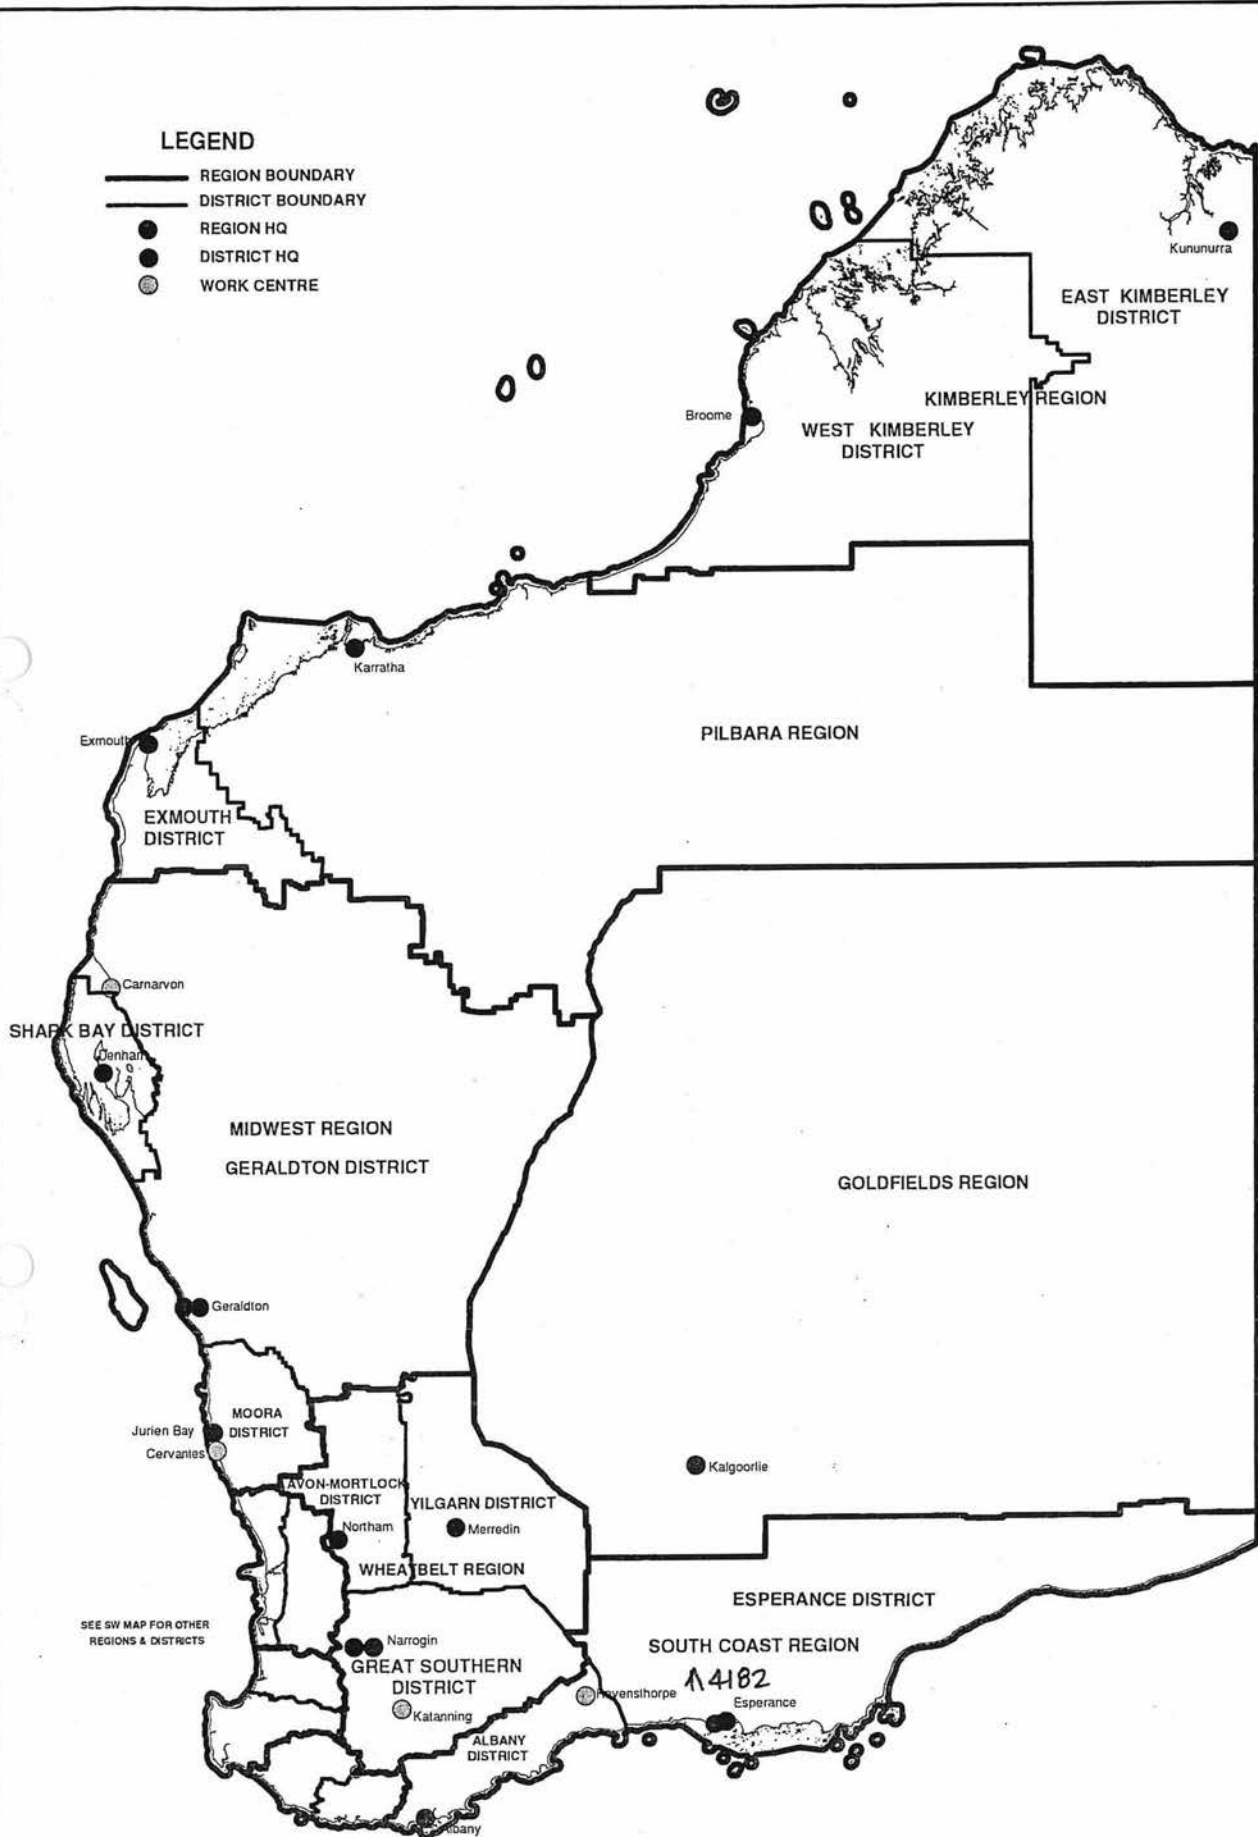 LEGEND
REGION BOUNDARY
DISTRICT BOUNDARY
REGION HQ
DISTRICT HQ
WORK CENTRE
Kununurra
EAST KIMBERLEY
DISTRICT
KIMBERLEY REGION
Broome
WEST KIMBERLEY
DISTRICT
Karratha
PILBARA REGION
Exmouth
EXMOUTH
DISTRICT
Carnarvon
SHARK BAY DISTRICT
Denham
MIDWEST REGION
GERALDTON DISTRICT
GOLDFIELDS REGION
Geraldton
MOORA
DISTRICT
Jurien Bay
Cervantes
Kalgoorlie
AVON-MORTLOCK
DISTRICT
YILGARN DISTRICT
Northam
Merredin
WHEATBELT REGION
ESPERANCE DISTRICT
SEE SW MAP FOR OTHER
REGIONS & DISTRICTS
Narrogin
SOUTH COAST REGION
GREAT SOUTHERN
DISTRICT
14182
Ravensthorpe
Esperance
Katanning
ALBANY
DISTRICT
Albany